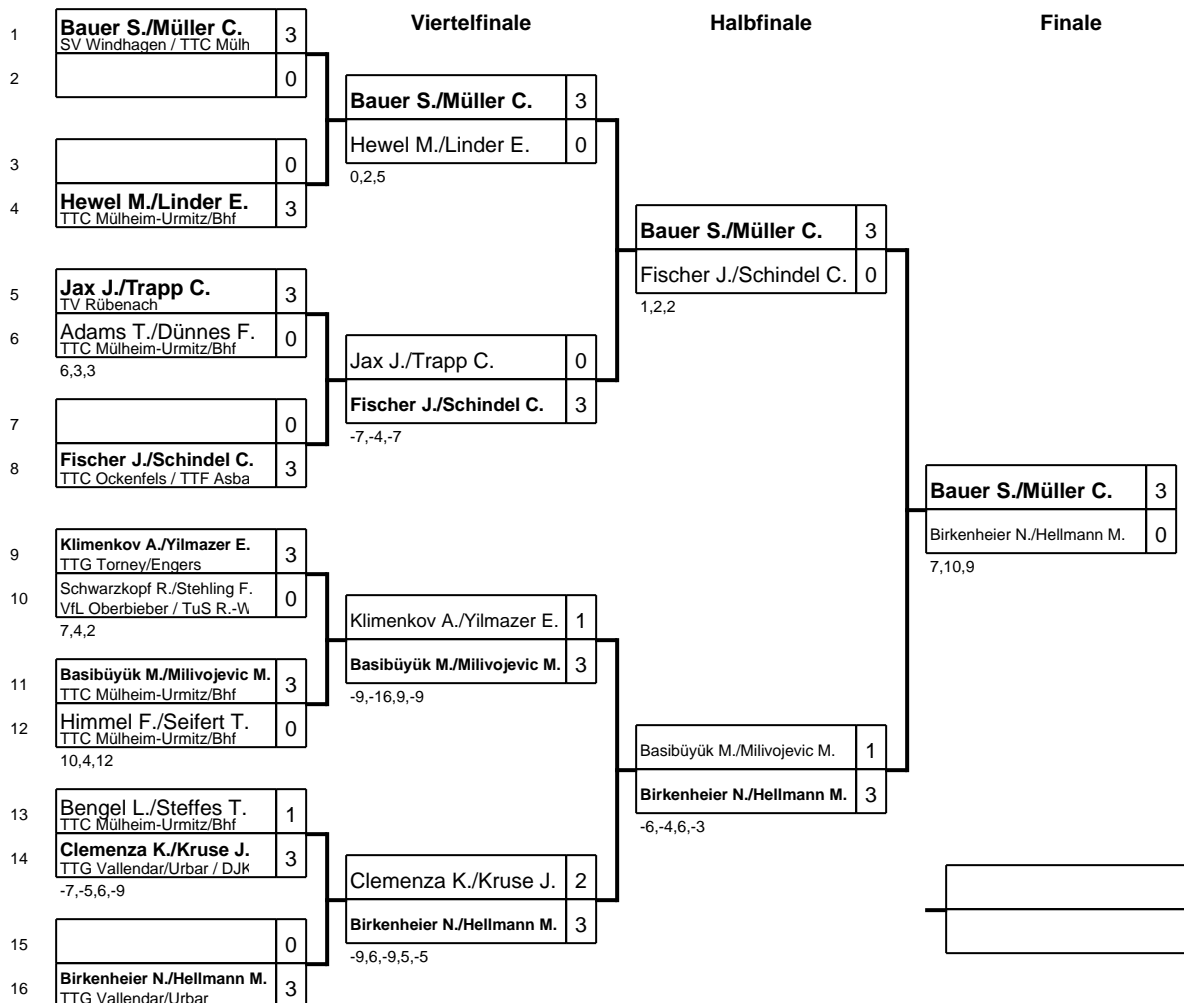 Viertelfinale
Halbfinale
Finale
1
Bauer S./Müller C.
3
SV Windhagen / TTC Mülh
2
0
3
0
4
Hewel M./Linder E.
3
TTC Mülheim-Urmitz/Bhf
5
Jax J./Trapp C.
3
TV Rübenach
6
Adams T./Dünnes F.
0
TTC Mülheim-Urmitz/Bhf
6,3,3
7
0
8
Fischer J./Schindel C.
3
TTC Ockenfels / TTF Asba
9
Klimenkov A./Yilmazer E.
3
TTG Torney/Engers
10
Schwarzkopf R./Stehling F.
0
VfL Oberbieber / TuS R.-W
7,4,2
11
Basibüyük M./Milivojevic M.
3
TTC Mülheim-Urmitz/Bhf
12
Himmel F./Seifert T.
0
TTC Mülheim-Urmitz/Bhf
10,4,12
13
Bengel L./Steffes T.
1
TTC Mülheim-Urmitz/Bhf
14
Clemenza K./Kruse J.
3
TTG Vallendar/Urbar / DJK
-7,-5,6,-9
15
0
16
Birkenheier N./Hellmann M.
3
TTG Vallendar/Urbar
Bauer S./Müller C.
3
Hewel M./Linder E.
0
0,2,5
Jax J./Trapp C.
0
Fischer J./Schindel C.
3
-7,-4,-7
Klimenkov A./Yilmazer E.
1
Basibüyük M./Milivojevic M.
3
-9,-16,9,-9
Clemenza K./Kruse J.
2
Birkenheier N./Hellmann M.
3
-9,6,-9,5,-5
Bauer S./Müller C.
3
Fischer J./Schindel C.
0
1,2,2
Basibüyük M./Milivojevic M.
1
Birkenheier N./Hellmann M.
3
-6,-4,6,-3
Bauer S./Müller C.
3
Birkenheier N./Hellmann M.
0
7,10,9